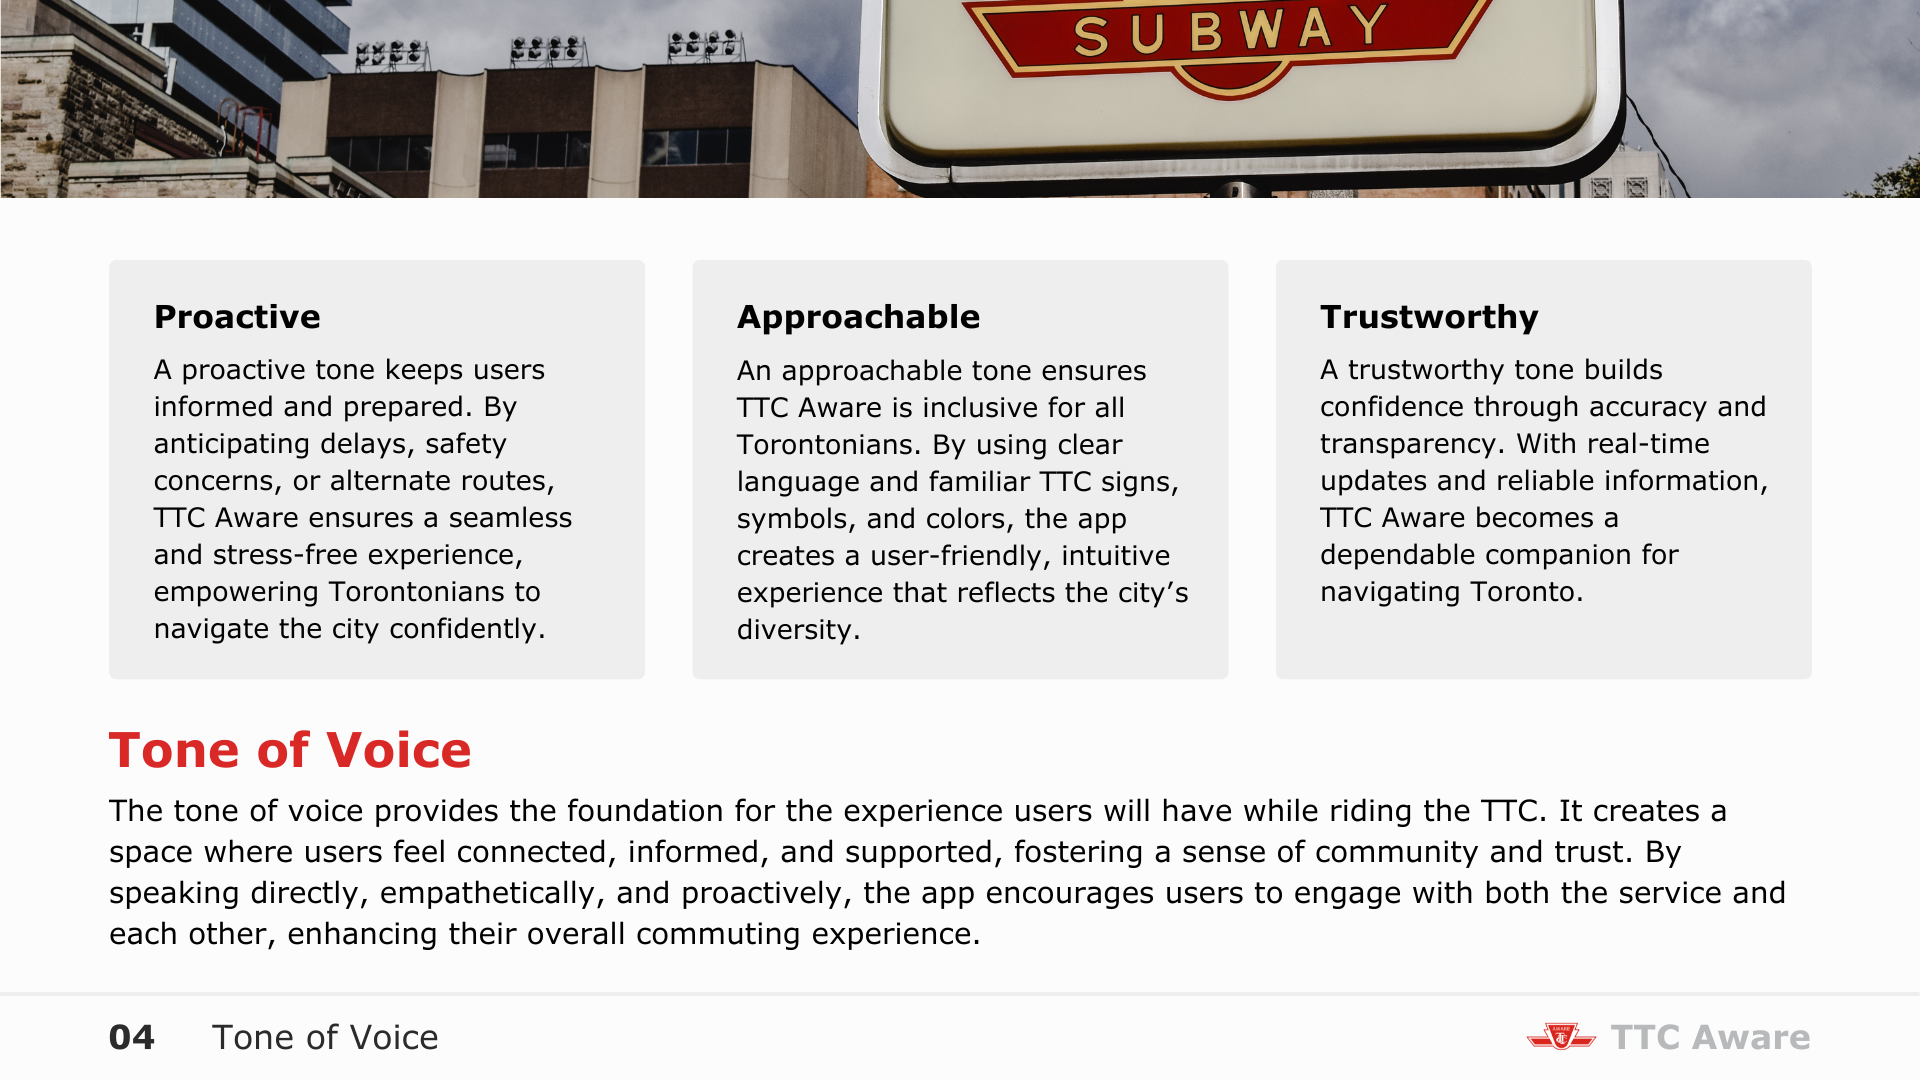 SUBWAY
Proactive
A proactive tone keeps users
informed and prepared. By
anticipating delays, safety
concerns, or alternate routes,
TTC Aware ensures a seamless
and stress-free experience,
empowering Torontonians to
navigate the city confidently.
Approachable
An approachable tone ensures
TTC Aware is inclusive for all
Torontonians. By using clear
language and familiar TTC signs,
symbols, and colors, the app
creates a user-friendly, intuitive
experience that reflects the city’s
diversity.
Trustworthy
A trustworthy tone builds
confidence through accuracy and
transparency. With real-time
updates and reliable information,
TTC Aware becomes a
dependable companion for
navigating Toronto.
Tone of Voice
The tone of voice provides the foundation for the experience users will have while riding the TTC. It creates a
space where users feel connected, informed, and supported, fostering a sense of community and trust. By
speaking directly, empathetically, and proactively, the app encourages users to engage with both the service and
each other, enhancing their overall commuting experience.
04 Tone of Voice
AWARE
TTC Aware